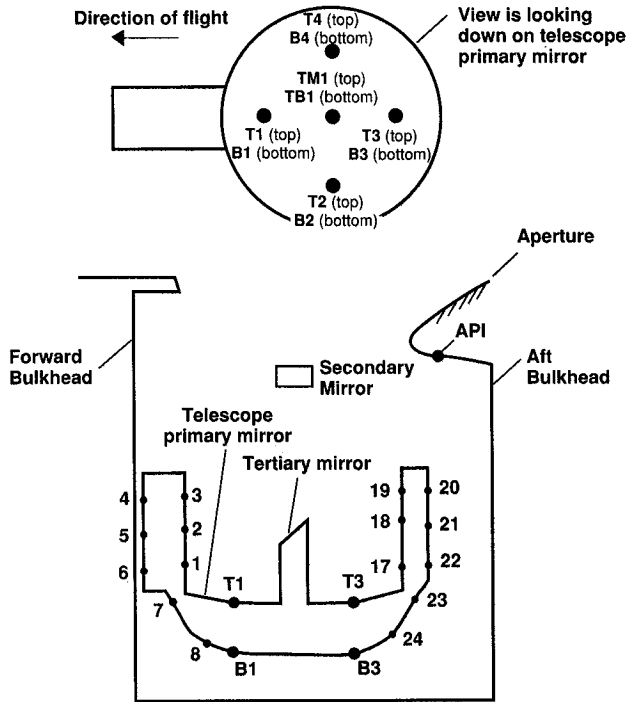 Direction of flight
T4 (top)
B4 (bottom)
View is looking
down on telescope
primary mirror
TM1 (top)
TB1 (bottom)
T1 (top)
B1 (bottom)
T3 (top)
B3 (bottom)
T2 (top)
B2 (bottom)
Aperture
API
Forward
Bulkhead
Secondary
Mirror
Aft
Bulkhead
Telescope
primary mirror
Tertiary mirror
4
3
19
20
5
2
18
21
6
1
17
22
T1
T3
7
23
8
24
B1
B3